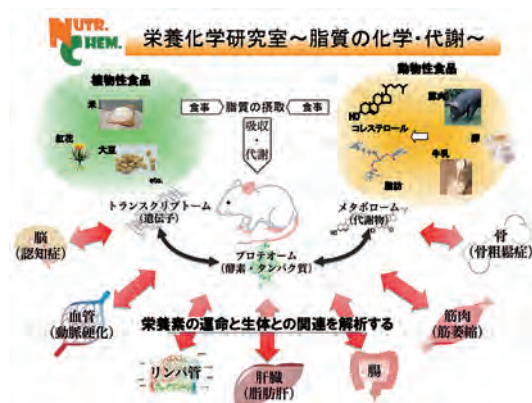 NUTR.
CHEM.
栄養化学研究室～脂質の化学・代謝～
植物性食品
動物性食品
米
紅花
大豆
etc.
食事
脂質の摂取
食事
吸収
・
代謝
HO
コレステロール
豚肉
卵
牛乳
脂肪
トランスクリプトーム
(遺伝子)
メタボローム
(代謝物)
プロテオーム
(酵素・タンパク質)
脳
(認知症)
骨
(骨粗鬆症)
血管
(動脈硬化)
筋肉
(筋萎縮)
栄養素の運命と生体との関連を解析する
リンパ管
肝臓
(脂肪肝)
腸